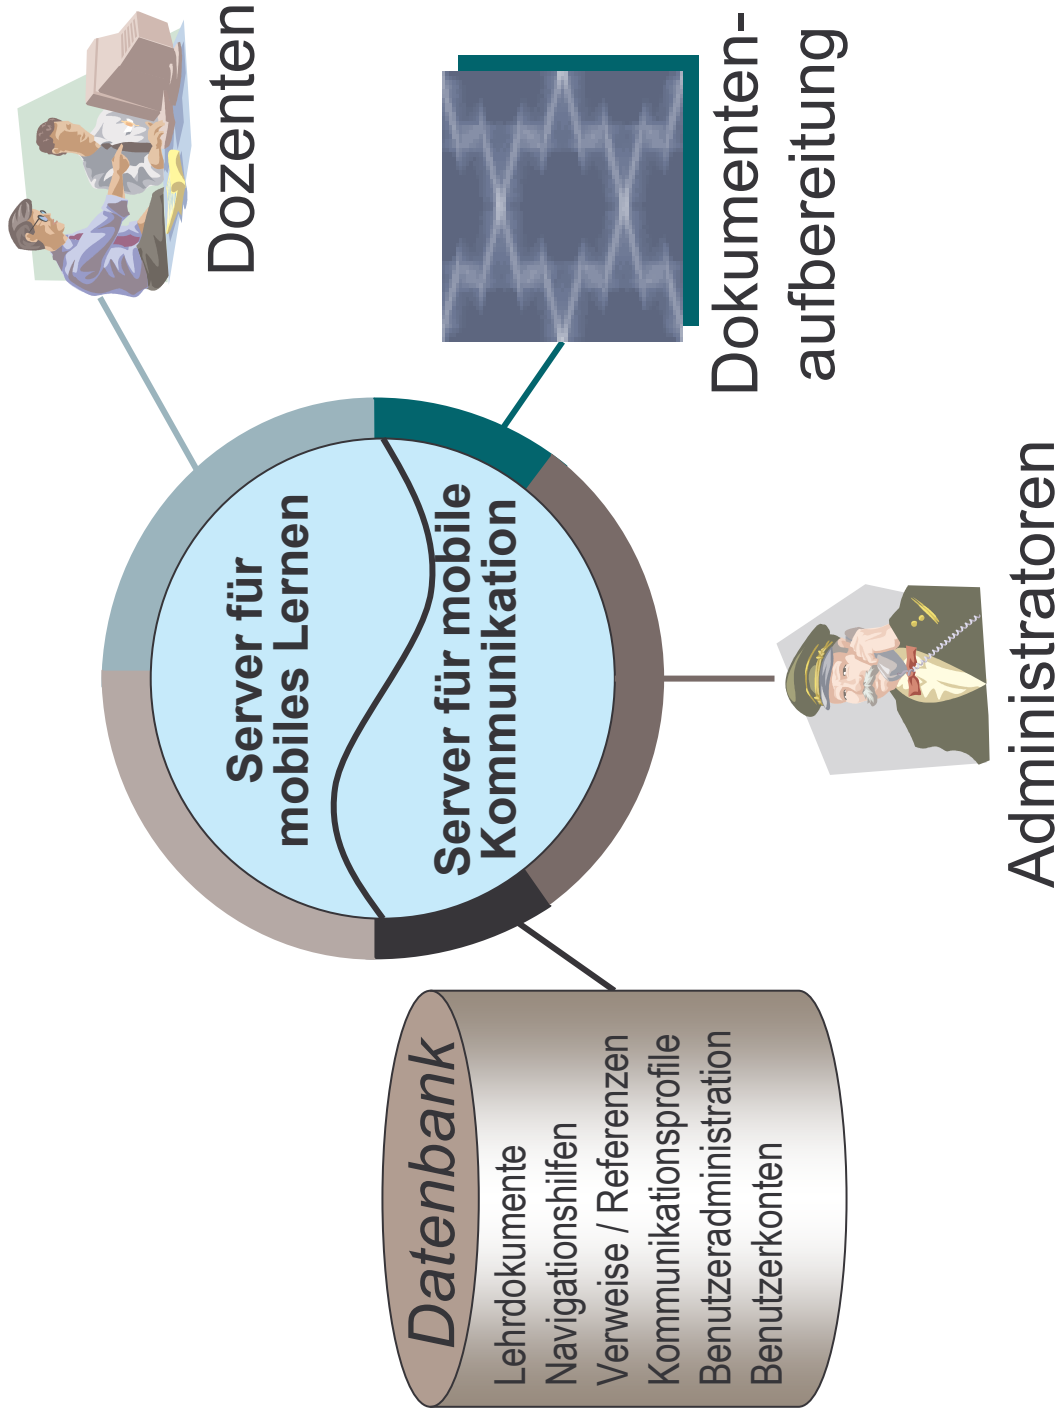 Dozenten
Server für
mobiles Lernen
Server für mobile
Kommunikation
Dokumenten-
aufbereitung
Datenbank
Lehrdokumente
Navigationshilfen
Verweise / Referenzen
Kommunikationsprofile
Benutzeradministration
Benutzerkonten
Administratoren